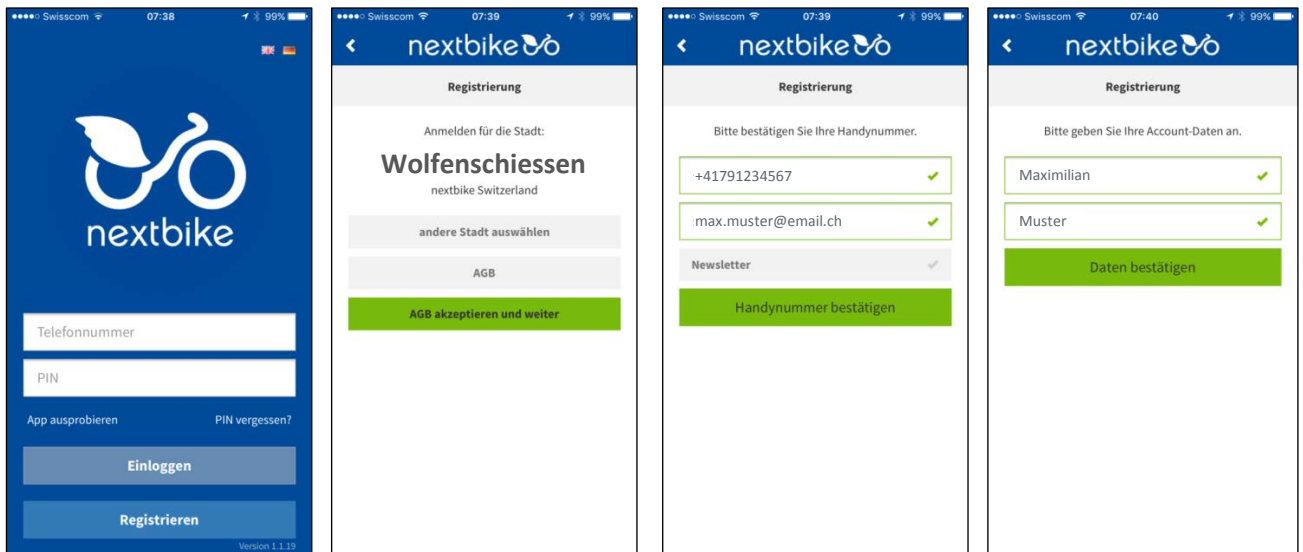 Swisscom 07:38 99%
nextbike
Telefonnummer
PIN
App ausprobieren PIN vergessen?
Einloggen
Registrieren
Version 1.1.19
Swisscom 07:39 99%
nextbike
Registrierung
Anmelden für die Stadt:
Wolfenschiessen
nextbike Switzerland
andere Stadt auswählen
AGB
AGB akzeptieren und weiter
Swisscom 07:39 99%
nextbike
Registrierung
Bitte bestätigen Sie Ihre Handynummer.
+41791234567
max.muster@email.ch
Newsletter
Handynummer bestätigen
Swisscom 07:40 99%
nextbike
Registrierung
Bitte geben Sie Ihre Account-Daten an.
Maximilian
Muster
Daten bestätigen